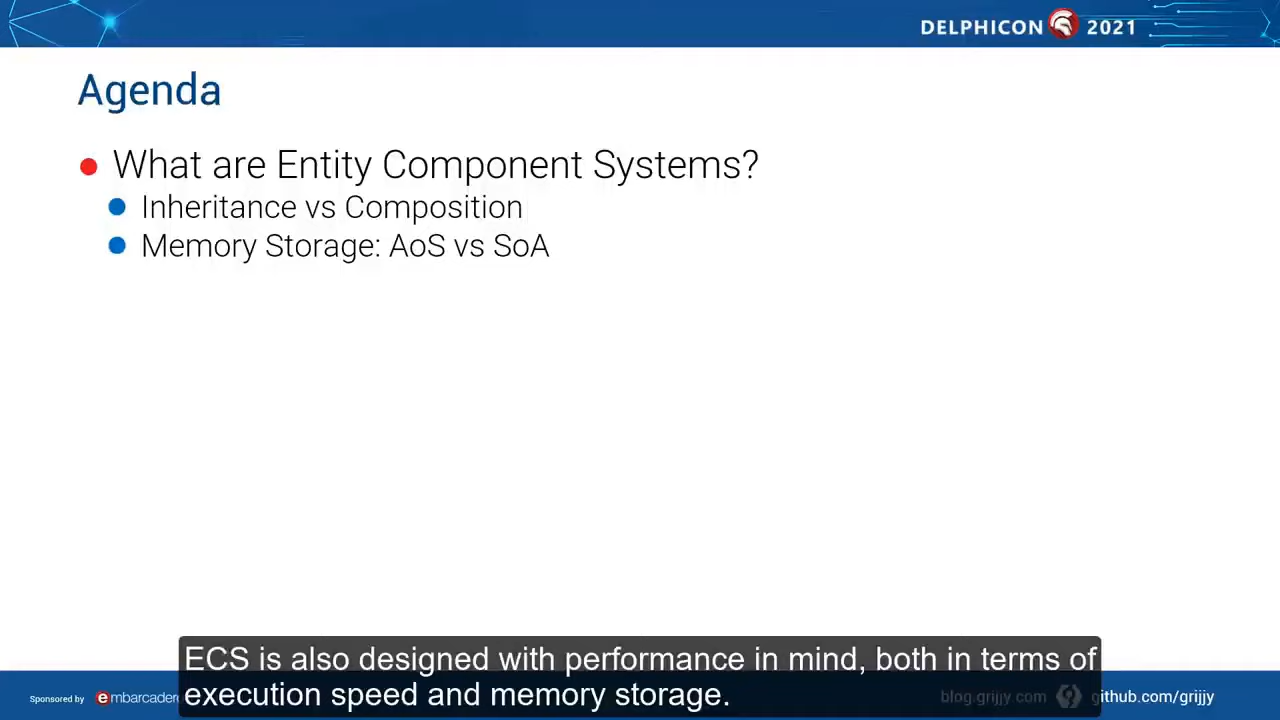 DELPHICON 2021
Agenda
What are Entity Component Systems?
Inheritance vs Composition
Memory Storage: AoS vs SoA
ECS is also designed with performance in mind, both in terms of
execution speed and memory storage.
Sponsored by embarcadero blog.grijjy.com github.com/grijjy